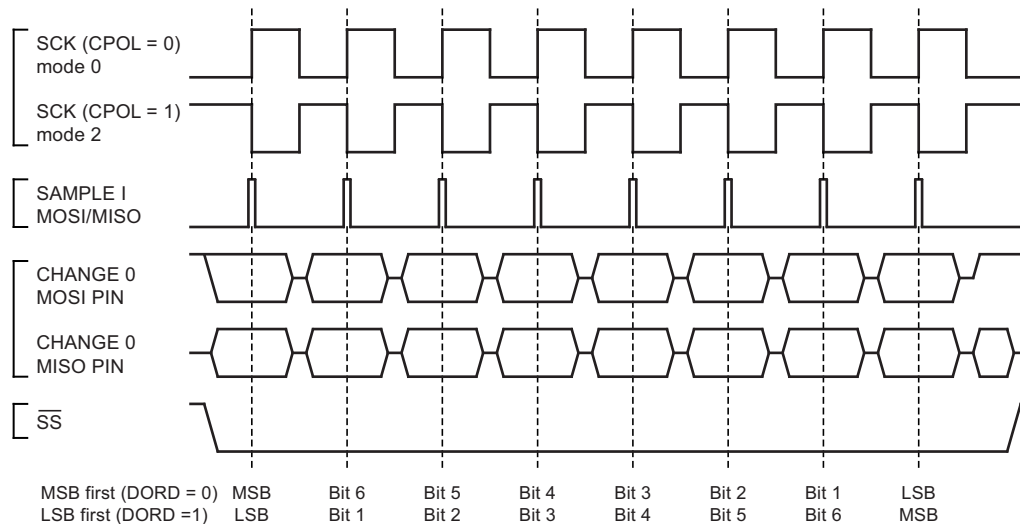 SCK (CPOL = 0)
mode 0
SCK (CPOL = 1)
mode 2
SAMPLE I
MOSI/MISO
CHANGE 0
MOSI PIN
CHANGE 0
MISO PIN
SS
MSB first (DORD = 0) MSB Bit 6 Bit 5 Bit 4 Bit 3 Bit 2 Bit 1 LSB
LSB first (DORD =1) LSB Bit 1 Bit 2 Bit 3 Bit 4 Bit 5 Bit 6 MSB